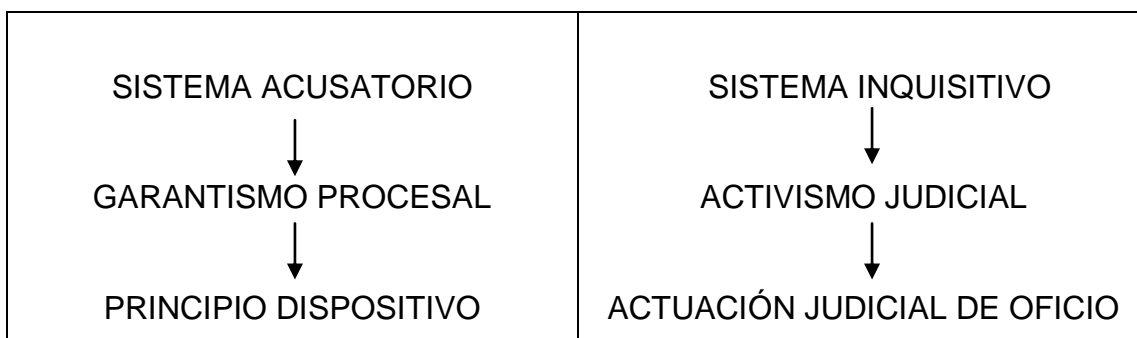 SISTEMA ACUSATORIO
GARANTISMO PROCESAL
PRINCIPIO DISPOSITIVO
SISTEMA INQUISITIVO
ACTIVISMO JUDICIAL
ACTUACIÓN JUDICIAL DE OFICIO